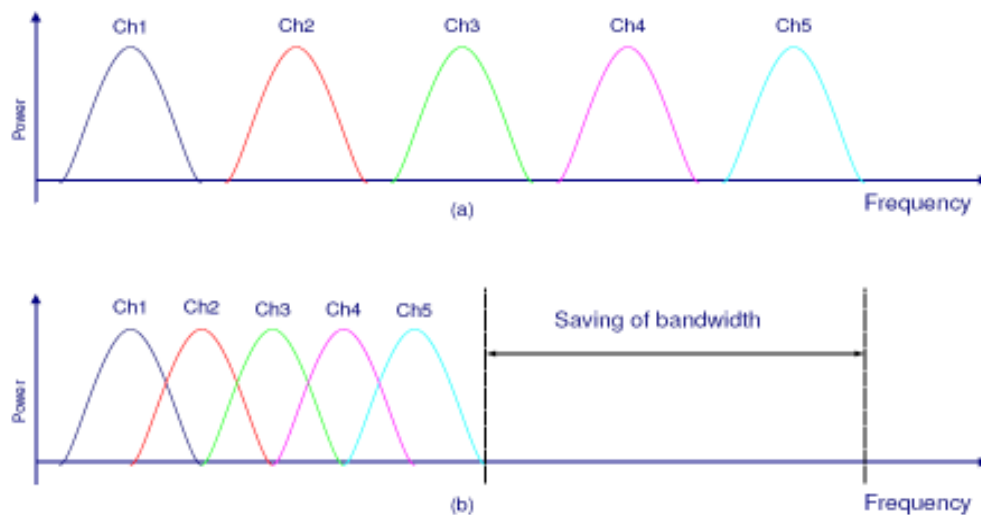 Ch1 Ch2 Ch3 Ch4 Ch5
Power
(a)
Frequency
Ch1 Ch2 Ch3 Ch4 Ch5
Saving of bandwidth
Power
(b)
Frequency